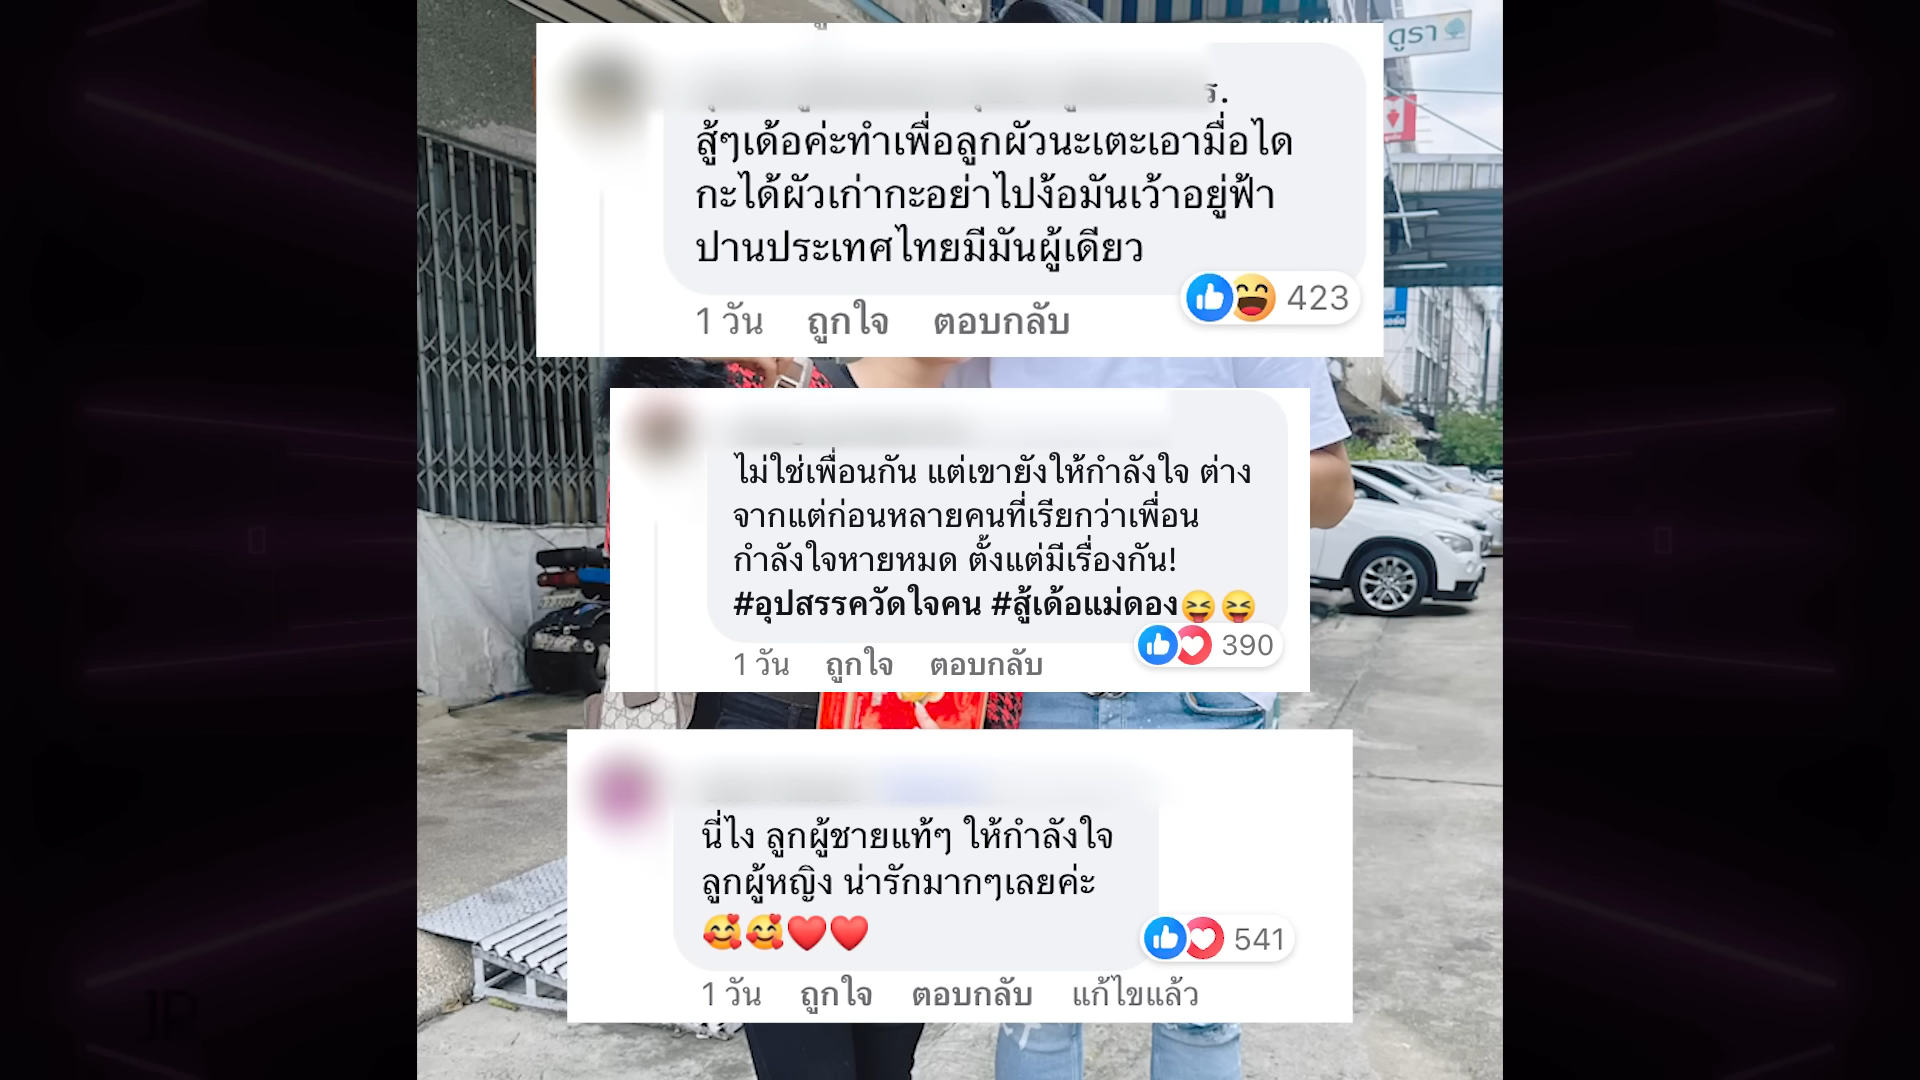 ดูรา
ร.
สู้ๆเด้อค่ะทำเพื่อลูกผัวนะเตะเอามื่อได
กะได้ผัวเก่ากะอย่าไปง้อมันเว้าอยู่ฟ้า
ปานประเทศไทยมีมันผู้เดียว
423
1 วัน ถูกใจ ตอบกลับ
ไม่ใช่เพื่อนกัน แต่เขายังให้กำลังใจ ต่าง
จากแต่ก่อนหลายคนที่เรียกว่าเพื่อน
กำลังใจหายหมด ตั้งแต่มีเรื่องกัน!
#อุปสรรควัดใจคน #สู้เด้อแม่ดอง😝😝
390
1 วัน ถูกใจ ตอบกลับ
นี่ไง ลูกผู้ชายแท้ๆ ให้กำลังใจ
ลูกผู้หญิง น่ารักมากๆเลยค่ะ
🥰🥰❤️❤️
541
1 วัน ถูกใจ ตอบกลับ แก้ไขแล้ว